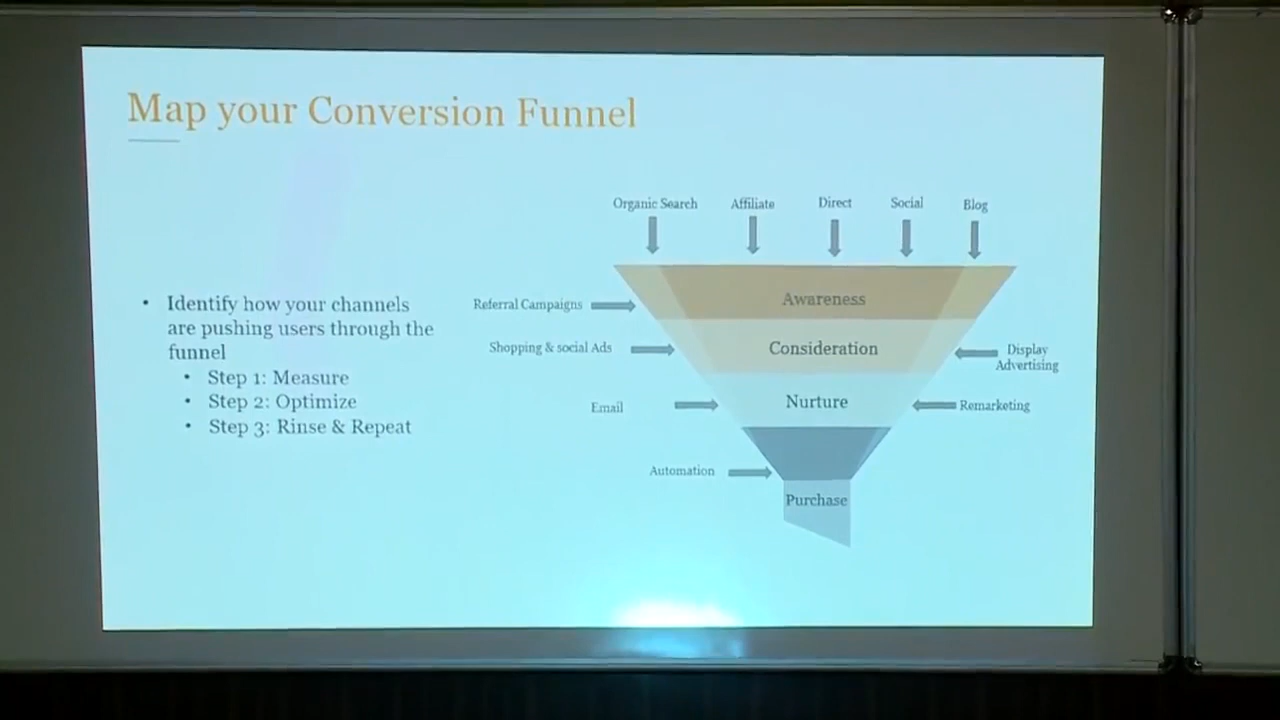 Map your Conversion Funnel
• Identify how your channels
are pushing users through the
funnel
• Step 1: Measure
• Step 2: Optimize
• Step 3: Rinse & Repeat
Organic Search
Affiliate
Direct
Social
Blog
Referral Campaigns
Awareness
Shopping & social Ads
Consideration
Display
Advertising
Email
Nurture
Remarketing
Automation
Purchase